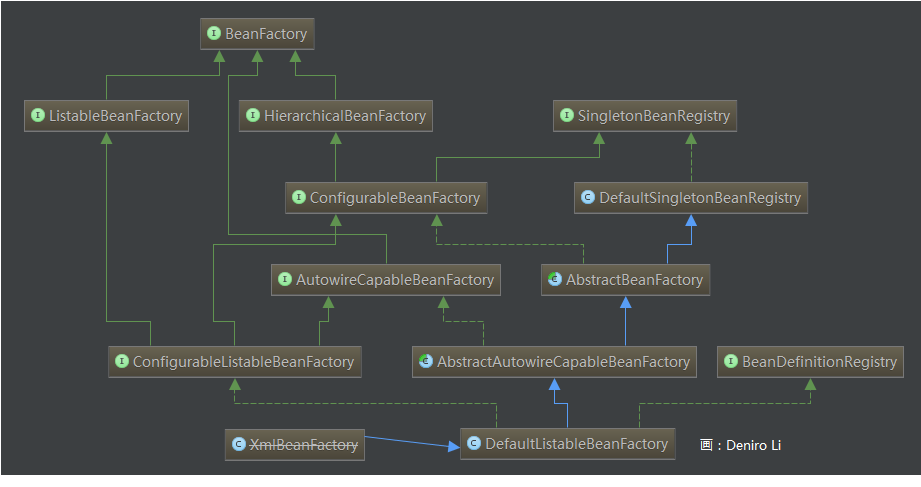 BeanFactory
ListableBeanFactory
HierarchicalBeanFactory
SingletonBeanRegistry
ConfigurableBeanFactory
DefaultSingletonBeanRegistry
AutowireCapableBeanFactory
AbstractBeanFactory
ConfigurableListableBeanFactory
AbstractAutowireCapableBeanFactory
BeanDefinitionRegistry
XmlBeanFactory
DefaultListableBeanFactory
画：Deniro Li